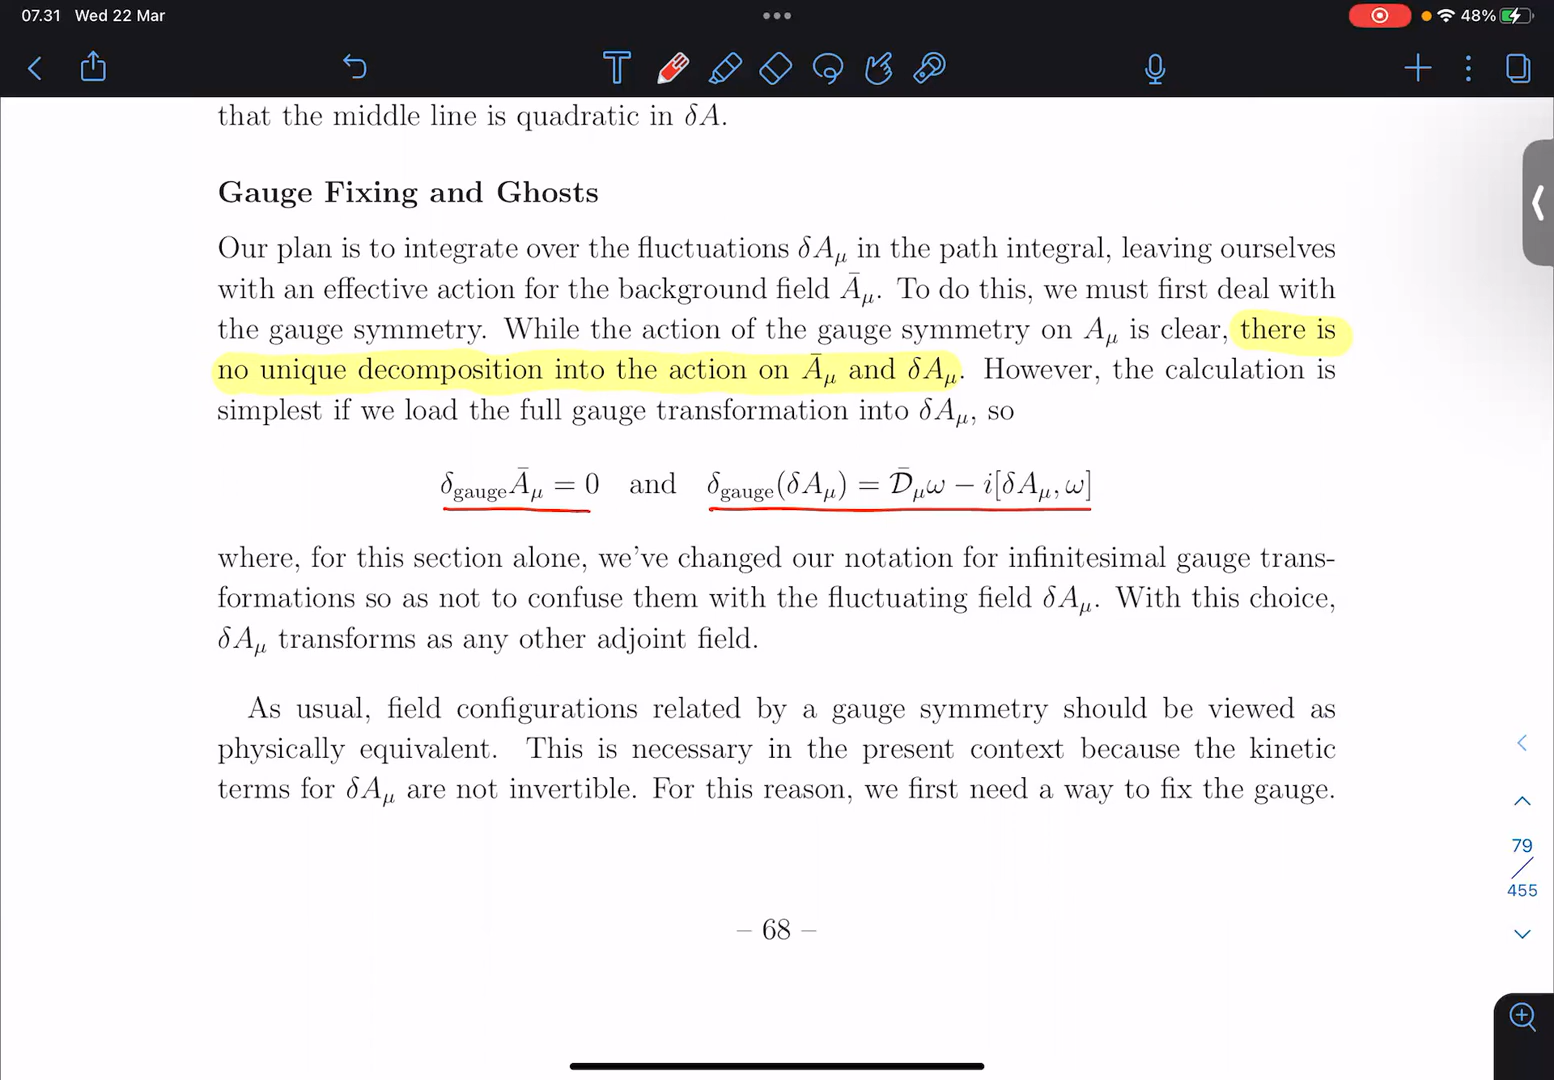 07.31 Wed 22 Mar
48%
that the middle line is quadratic in δA.
Gauge Fixing and Ghosts
Our plan is to integrate over the fluctuations δA_μ in the path integral, leaving ourselves
with an effective action for the background field Ā_μ. To do this, we must first deal with
the gauge symmetry. While the action of the gauge symmetry on A_μ is clear, there is
no unique decomposition into the action on Ā_μ and δA_μ. However, the calculation is
simplest if we load the full gauge transformation into δA_μ, so
δ_gauge Ā_μ = 0 and δ_gauge(δA_μ) = 𝒟̄_μω − i[δA_μ, ω]
where, for this section alone, we've changed our notation for infinitesimal gauge trans-
formations so as not to confuse them with the fluctuating field δA_μ. With this choice,
δA_μ transforms as any other adjoint field.
As usual, field configurations related by a gauge symmetry should be viewed as
physically equivalent. This is necessary in the present context because the kinetic
terms for δA_μ are not invertible. For this reason, we first need a way to fix the gauge.
79
455
– 68 –